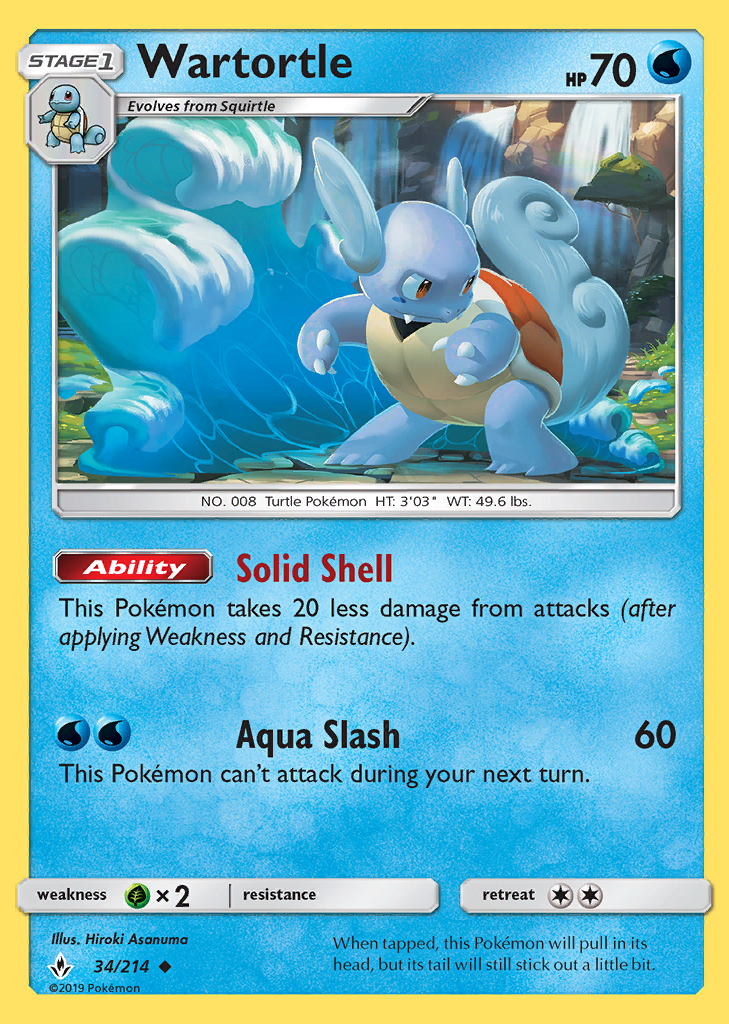 STAGE1
Wartortle
HP 70
Evolves from Squirtle
NO. 008 Turtle Pokémon HT: 3'03" WT: 49.6 lbs.
Ability Solid Shell
This Pokémon takes 20 less damage from attacks (after
applying Weakness and Resistance).
Aqua Slash 60
This Pokémon can't attack during your next turn.
weakness ×2 resistance retreat
Illus. Hiroki Asanuma
34/214
©2019 Pokémon
When tapped, this Pokémon will pull in its
head, but its tail will still stick out a little bit.